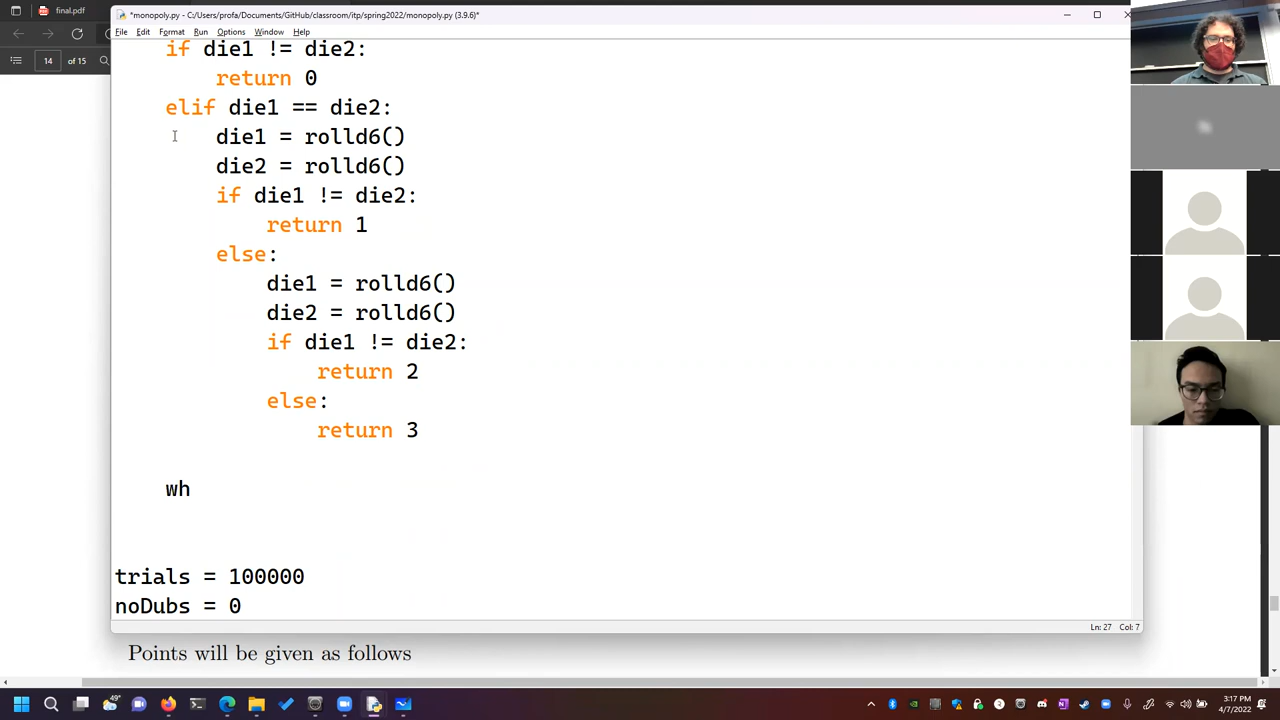 final.pdf
*monopoly.py - C:/Users/profa/Documents/GitHub/classroom/itp/spring2022/monopoly.py (3.9.6)*
File Edit Format Run Options Window Help
14 of 15
if die1 != die2:
return 0
elif die1 == die2:
die1 = rolld6()
die2 = rolld6()
if die1 != die2:
return 1
else:
die1 = rolld6()
die2 = rolld6()
if die1 != die2:
return 2
else:
return 3
wh
trials = 100000
noDubs = 0
Ln: 27 Col: 7
Points will be given as follows
49°
3:17 PM
4/7/2022